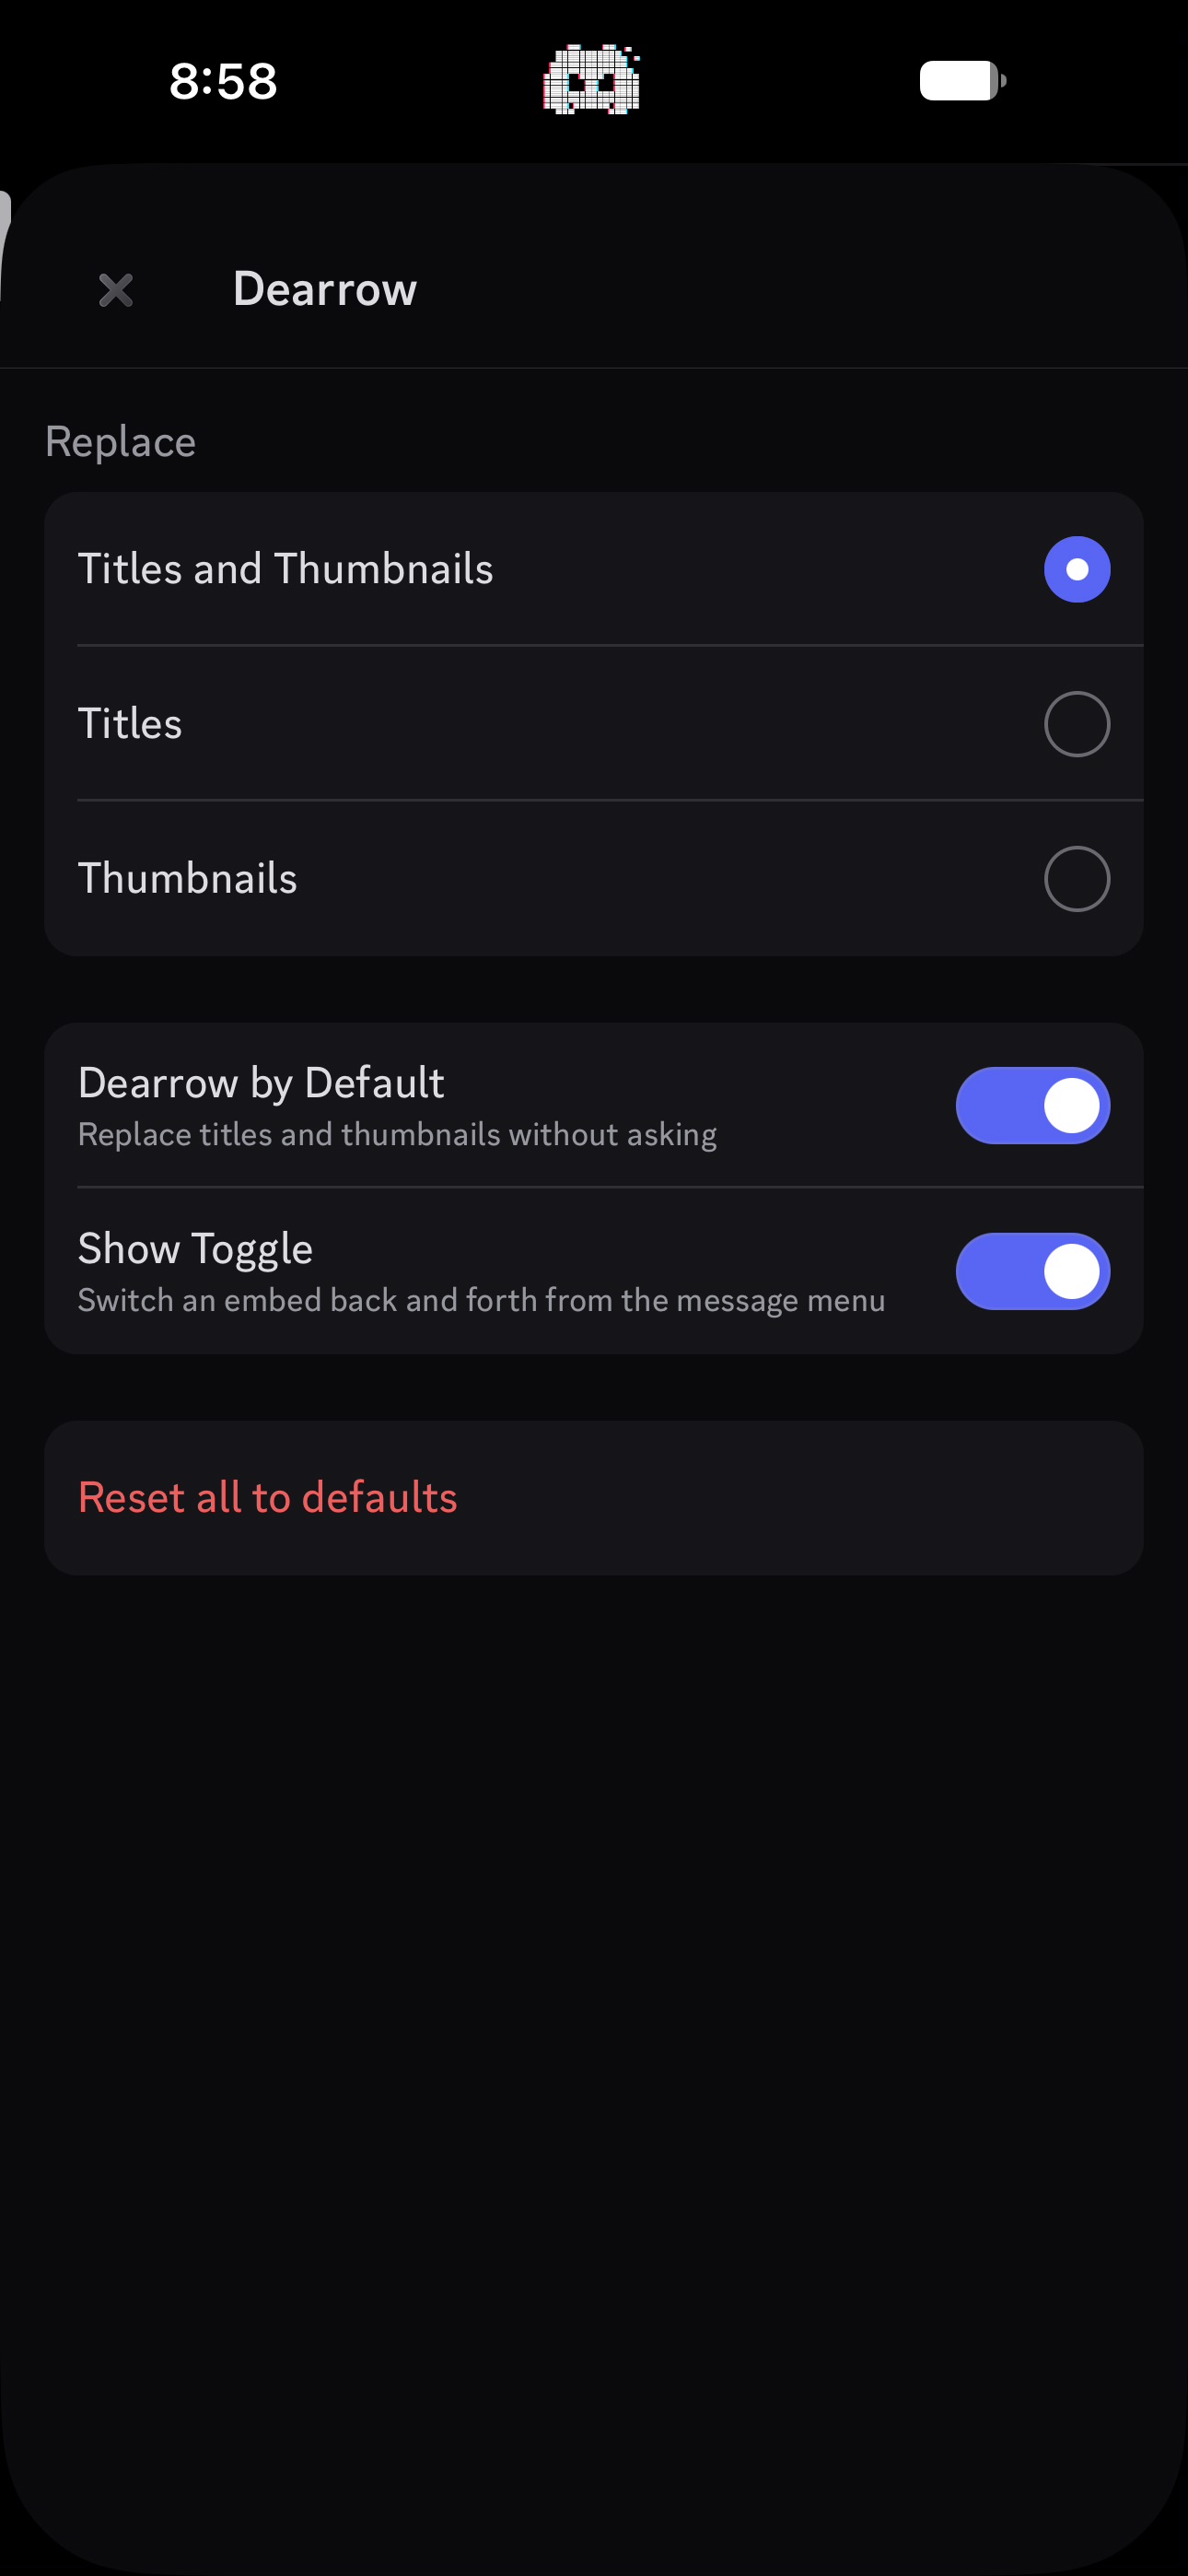 8:58
Dearrow
Replace
Titles and Thumbnails
Titles
Thumbnails
Dearrow by Default
Replace titles and thumbnails without asking
Show Toggle
Switch an embed back and forth from the message menu
Reset all to defaults